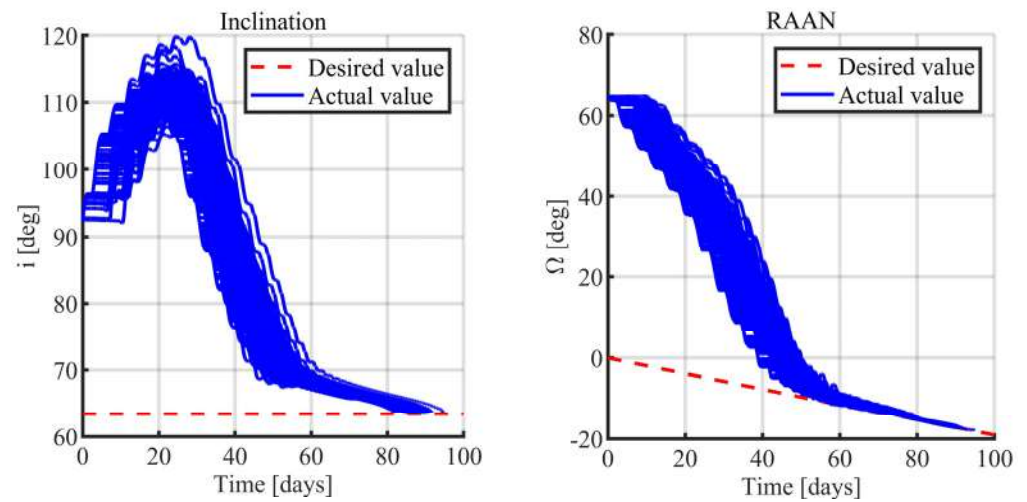 Inclination
120
110
100
90
80
70
60
i [deg]
0 20 40 60 80 100
Time [days]
Desired value
Actual value
RAAN
80
60
40
20
0
-20
Ω [deg]
0 20 40 60 80 100
Time [days]
Desired value
Actual value